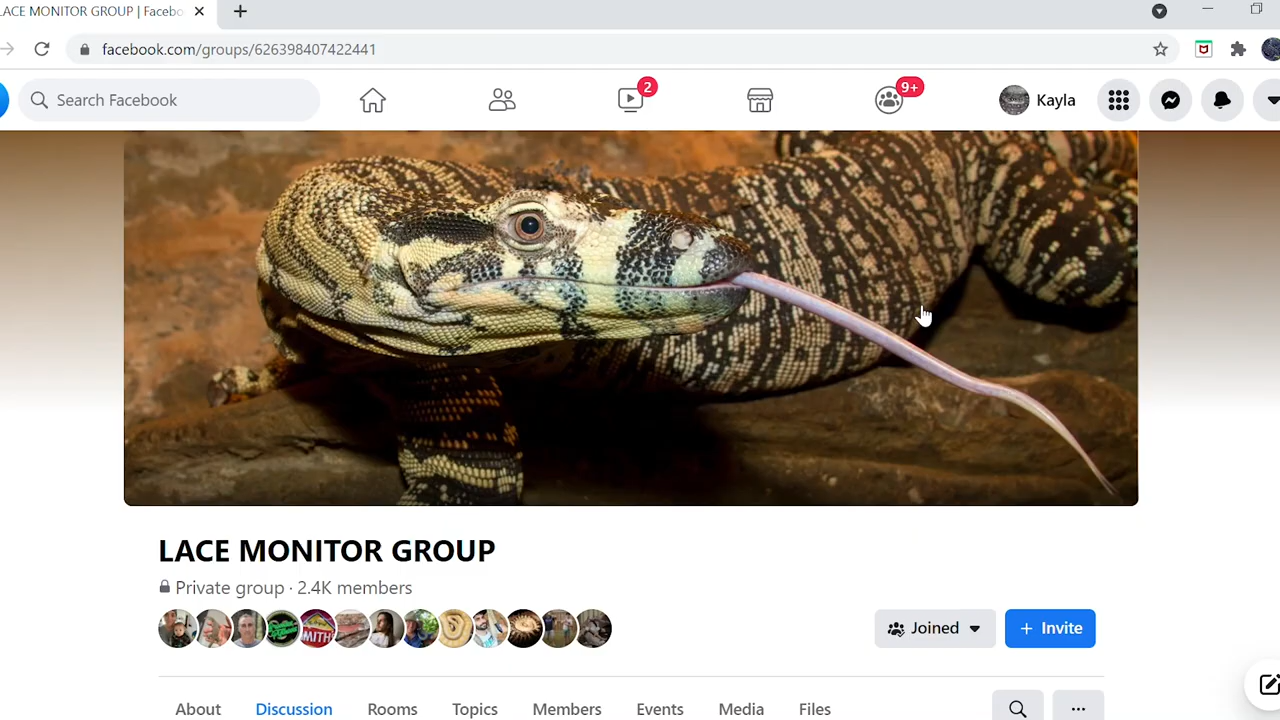 LACE MONITOR GROUP | Facebo
facebook.com/groups/626398407422441
Search Facebook
2
9+
Kayla
LACE MONITOR GROUP
Private group · 2.4K members
MITH
Joined
+ Invite
About Discussion Rooms Topics Members Events Media Files